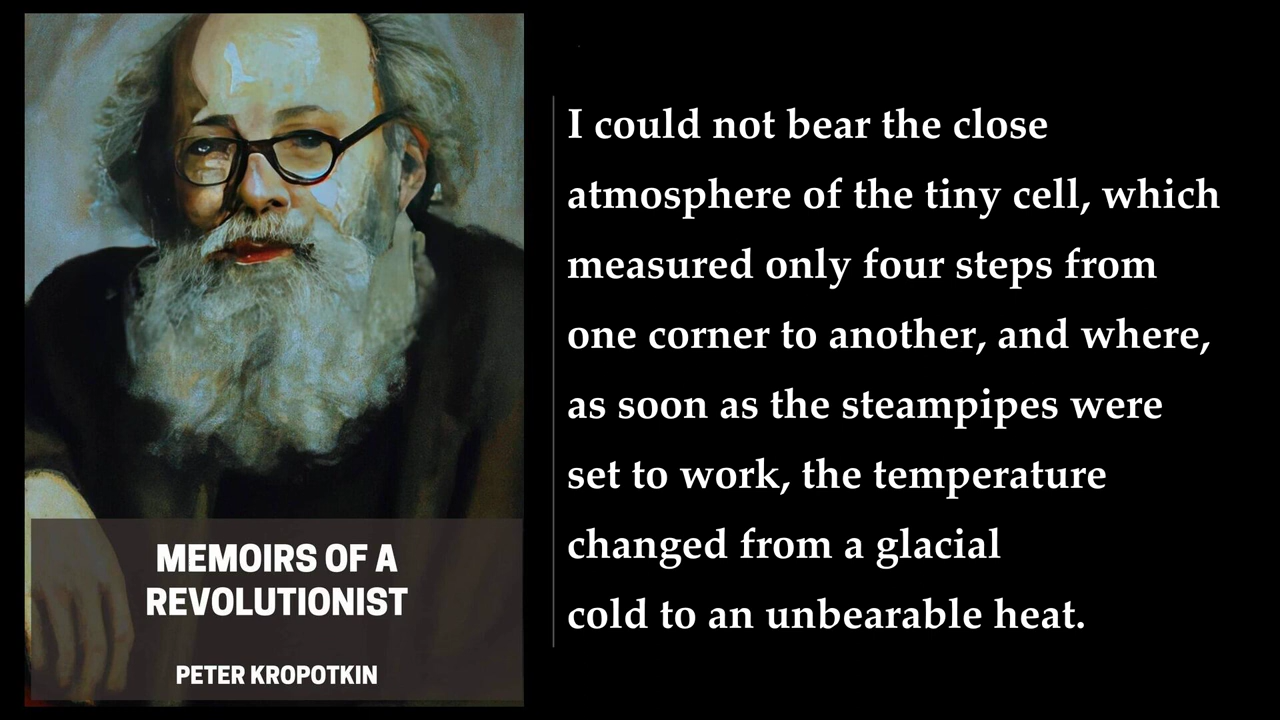 MEMOIRS OF A
REVOLUTIONIST
PETER KROPOTKIN
I could not bear the close
atmosphere of the tiny cell, which
measured only four steps from
one corner to another, and where,
as soon as the steampipes were
set to work, the temperature
changed from a glacial
cold to an unbearable heat.